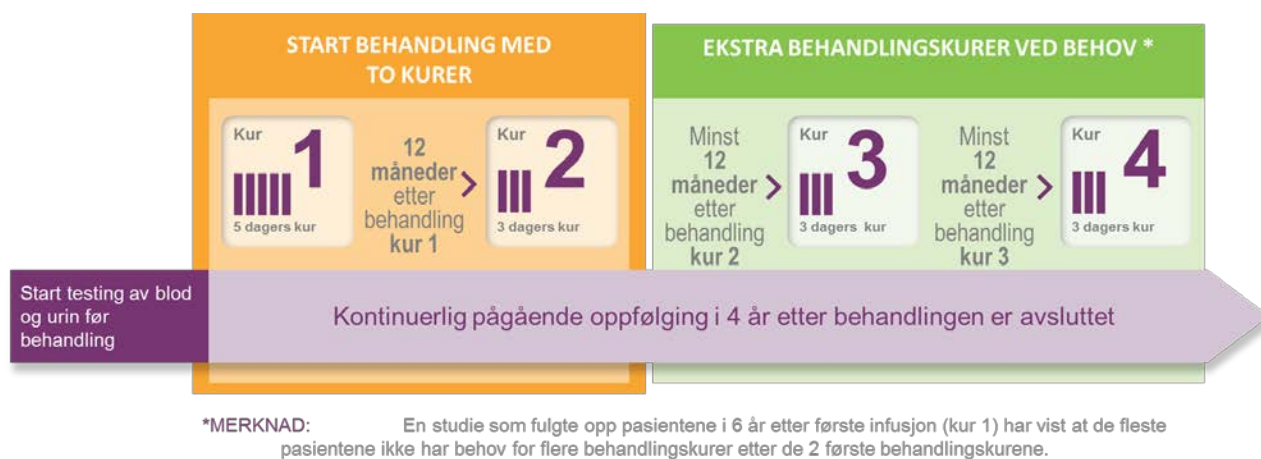 START BEHANDLING MED
TO KURER
EKSTRA BEHANDLINGSKURER VED BEHOV *
Kur
1
5 dagers kur
12
måneder
etter
behandling
kur 1
>
Kur
2
3 dagers kur
Minst
12
måneder
etter
behandling
kur 2
>
Kur
3
3 dagers kur
Minst
12
måneder
etter
behandling
kur 3
>
Kur
4
3 dagers kur
Start testing av blod
og urin før
behandling
Kontinuerlig pågående oppfølging i 4 år etter behandlingen er avsluttet
*MERKNAD: En studie som fulgte opp pasientene i 6 år etter første infusjon (kur 1) har vist at de fleste
pasientene ikke har behov for flere behandlingskurer etter de 2 første behandlingskurene.